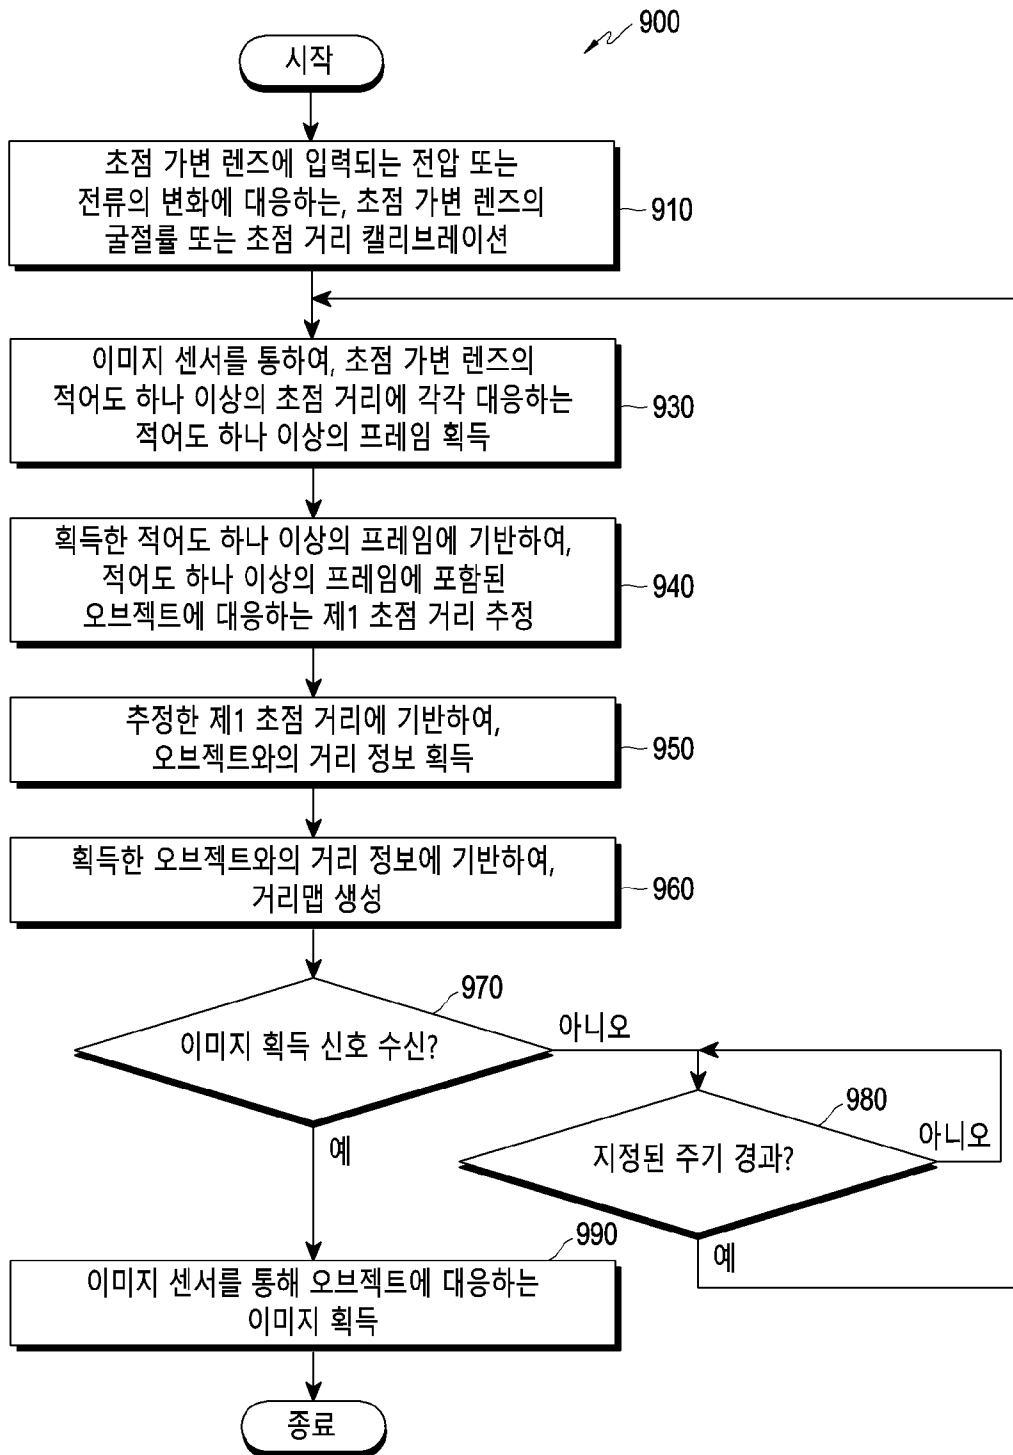 900
시작
초점 가변 렌즈에 입력되는 전압 또는
전류의 변화에 대응하는, 초점 가변 렌즈의
굴절률 또는 초점 거리 캘리브레이션
910
이미지 센서를 통하여, 초점 가변 렌즈의
적어도 하나 이상의 초점 거리에 각각 대응하는
적어도 하나 이상의 프레임 획득
930
획득한 적어도 하나 이상의 프레임에 기반하여,
적어도 하나 이상의 프레임에 포함된
오브젝트에 대응하는 제1 초점 거리 추정
940
추정한 제1 초점 거리에 기반하여,
오브젝트와의 거리 정보 획득
950
획득한 오브젝트와의 거리 정보에 기반하여,
거리맵 생성
960
970
이미지 획득 신호 수신?
아니오
예
980
지정된 주기 경과?
아니오
예
990
이미지 센서를 통해 오브젝트에 대응하는
이미지 획득
종료